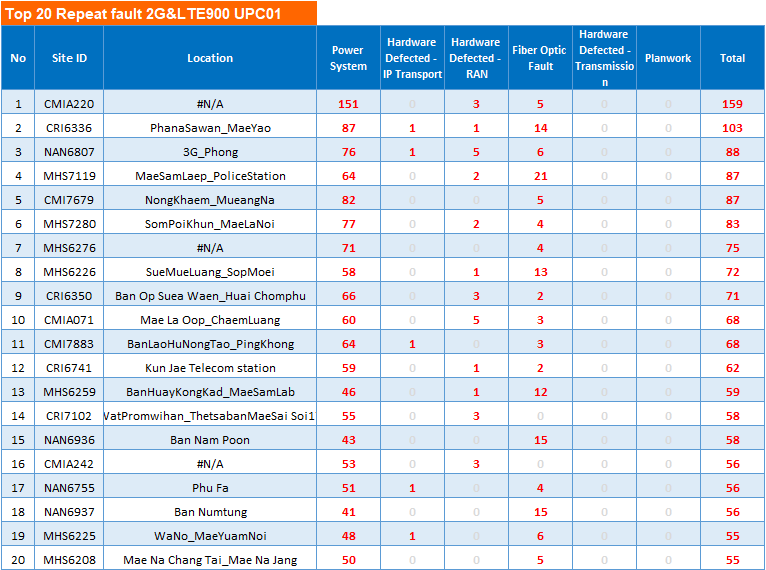 Top 20 Repeat fault 2G&LTE900 UPC01
No Site ID Location Power System Hardware Defected - IP Transport Hardware Defected - RAN Fiber Optic Fault Hardware Defected - Transmission Planwork Total
1 CMIA220 #N/A 151 0 3 5 0 0 159
2 CRI6336 PhanaSawan_MaeYao 87 1 1 14 0 0 103
3 NAN6807 3G_Phong 76 1 5 6 0 0 88
4 MHS7119 MaeSamLaep_PoliceStation 64 0 2 21 0 0 87
5 CMI7679 NongKhaem_MueangNa 82 0 0 5 0 0 87
6 MHS7280 SomPoiKhun_MaeLaNoi 77 0 2 4 0 0 83
7 MHS6276 #N/A 71 0 0 4 0 0 75
8 MHS6226 SueMueLuang_SopMoei 58 0 1 13 0 0 72
9 CRI6350 Ban Op Suea Waen_Huai Chomphu 66 0 3 2 0 0 71
10 CMIA071 Mae La Oop_ChaemLuang 60 0 5 3 0 0 68
11 CMI7883 BanLaoHuNongTao_PingKhong 64 1 0 3 0 0 68
12 CRI6741 Kun Jae Telecom station 59 0 1 2 0 0 62
13 MHS6259 BanHuayKongKad_MaeSamLab 46 0 1 12 0 0 59
14 CRI7102 WatPromwihan_ThetsabanMaeSai Soi1 55 0 3 0 0 0 58
15 NAN6936 Ban Nam Poon 43 0 0 15 0 0 58
16 CMIA242 #N/A 53 0 3 0 0 0 56
17 NAN6755 Phu Fa 51 1 0 4 0 0 56
18 NAN6937 Ban Numtung 41 0 0 15 0 0 56
19 MHS6225 WaNo_MaeYuamNoi 48 1 0 6 0 0 55
20 MHS6208 Mae Na Chang Tai_Mae Na Jang 50 0 0 5 0 0 55